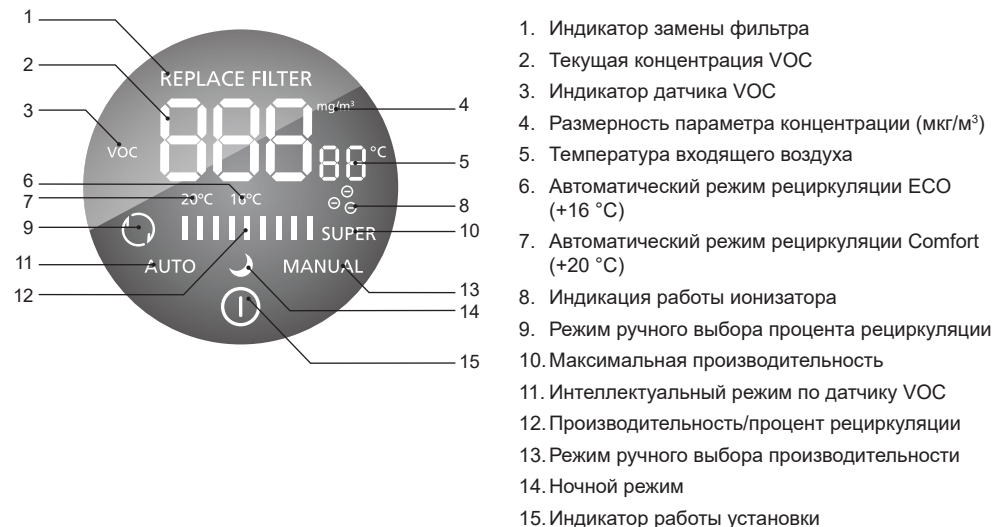 1
2
3
6
7
9
11
12
REPLACE FILTER
888
mg/m³
VOC
88 °C
20°C 16°C
SUPER
AUTO
MANUAL
4
5
8
10
13
14
15
1. Индикатор замены фильтра
2. Текущая концентрация VOC
3. Индикатор датчика VOC
4. Размерность параметра концентрации (мкг/м³)
5. Температура входящего воздуха
6. Автоматический режим рециркуляции ECO
(+16 °C)
7. Автоматический режим рециркуляции Comfort
(+20 °C)
8. Индикация работы ионизатора
9. Режим ручного выбора процента рециркуляции
10. Максимальная производительность
11. Интеллектуальный режим по датчику VOC
12. Производительность/процент рециркуляции
13. Режим ручного выбора производительности
14. Ночной режим
15. Индикатор работы установки